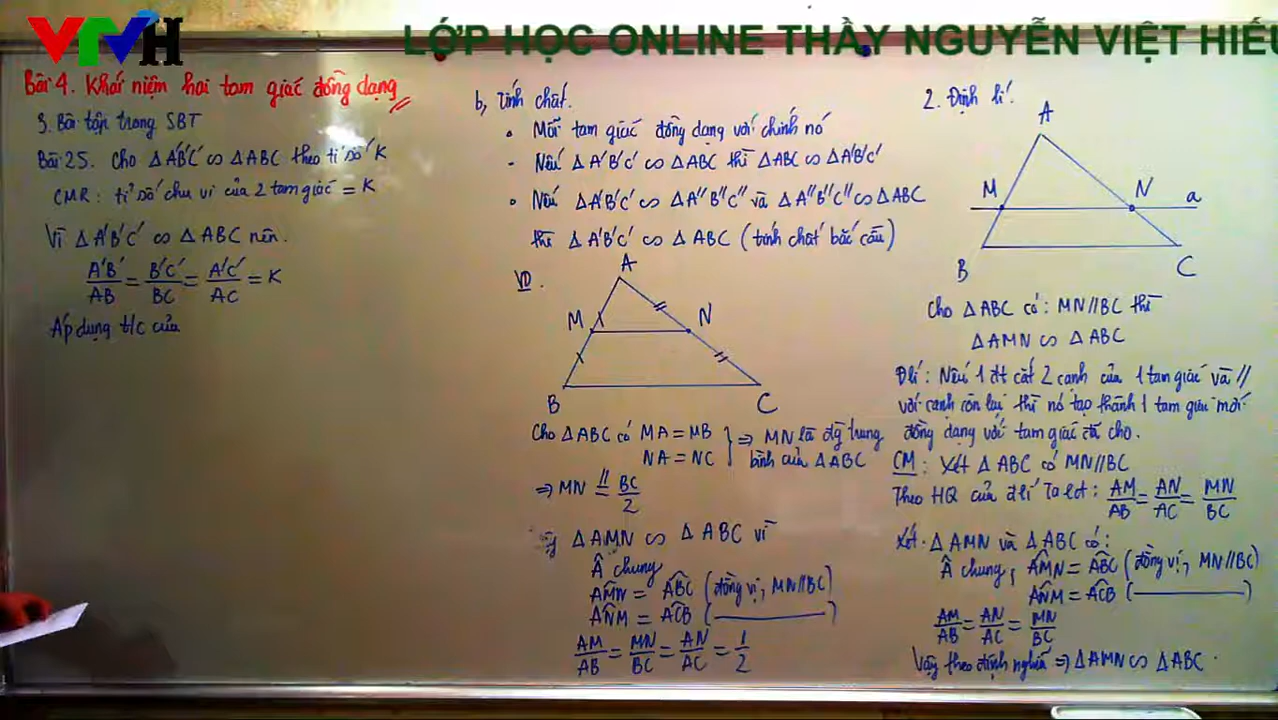 VTVH
LỚP HỌC ONLINE THẦY NGUYỄN VIỆT HIẾU
Bài 4. Khái niệm hai tam giác đồng dạng
3. Bài tập trong SBT
Bài 25. Cho ΔA'B'C' ∽ ΔABC theo tỉ số K
CMR: tỉ số chu vi của 2 tam giác = K
Vì ΔA'B'C' ∽ ΔABC nên.
A'B'/AB = B'C'/BC = A'C'/AC = K
Áp dụng t/c của
b, Tính chất.
• Mỗi tam giác đồng dạng với chính nó
- Nếu ΔA'B'C' ∽ ΔABC thì ΔABC ∽ ΔA'B'C'
• Nếu ΔA'B'C' ∽ ΔA''B''C'' và ΔA''B''C'' ∽ ΔABC
thì ΔA'B'C' ∽ ΔABC (tính chất bắc cầu)
VD.
A
M N
B C
Cho ΔABC có MA = MB
NA = NC } ⇒ MN là đg trung
bình của ΔABC
⇒ MN // = BC/2
ΔAMN ∽ ΔABC vì
Â chung
AM̂N = AB̂C (đồng vị, MN//BC)
AN̂M = AĈB ( ———— )
AM/AB = MN/BC = AN/AC = 1/2
2. Định lí.
A
M N a
B C
Cho ΔABC có: MN//BC thì
ΔAMN ∽ ΔABC
Đlí: Nếu 1 đt cắt 2 cạnh của 1 tam giác và //
với cạnh còn lại thì nó tạo thành 1 tam giác mới
đồng dạng với tam giác đã cho.
CM: Xét ΔABC có MN//BC
Theo HQ của đlí Ta lét: AM/AB = AN/AC = MN/BC
Xét ΔAMN và ΔABC có:
Â chung, AM̂N = AB̂C (đồng vị, MN//BC)
AN̂M = AĈB ( ———— )
AM/AB = AN/AC = MN/BC
Vậy theo định nghĩa ⇒ ΔAMN ∽ ΔABC.